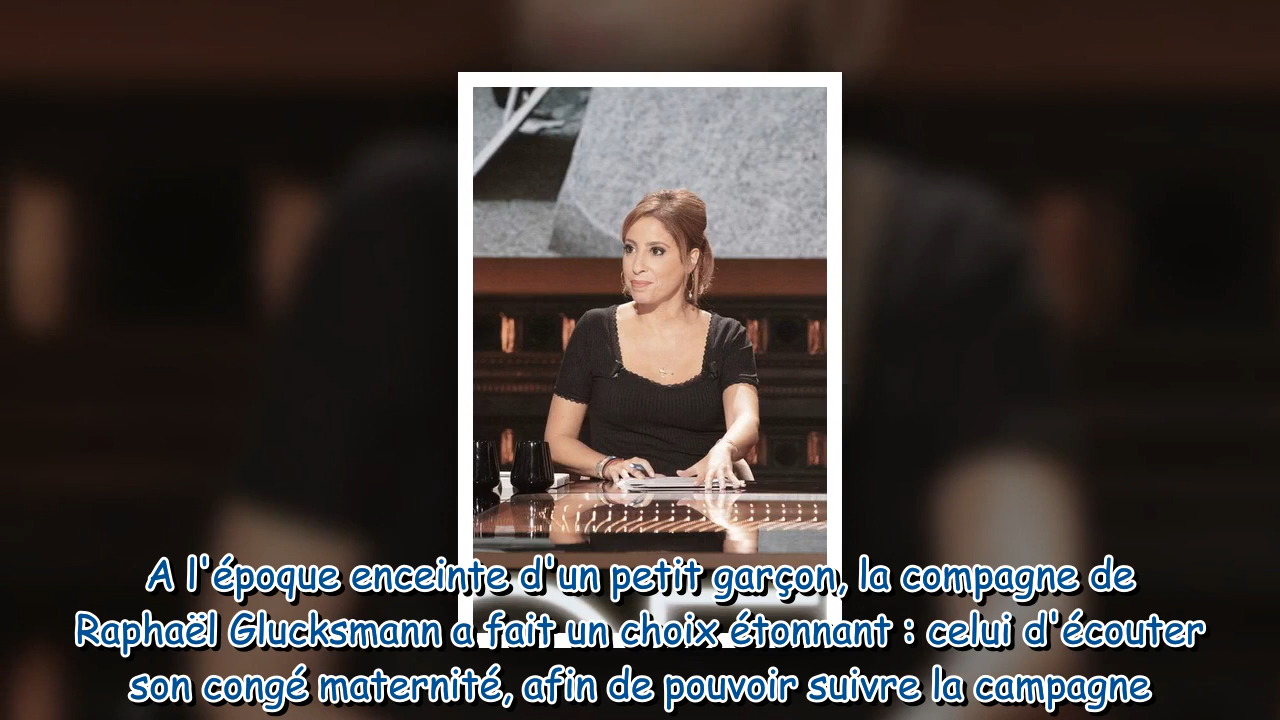 A l'époque enceinte d'un petit garçon, la compagne de
Raphaël Glucksmann a fait un choix étonnant : celui d'écouter
son congé maternité, afin de pouvoir suivre la campagne